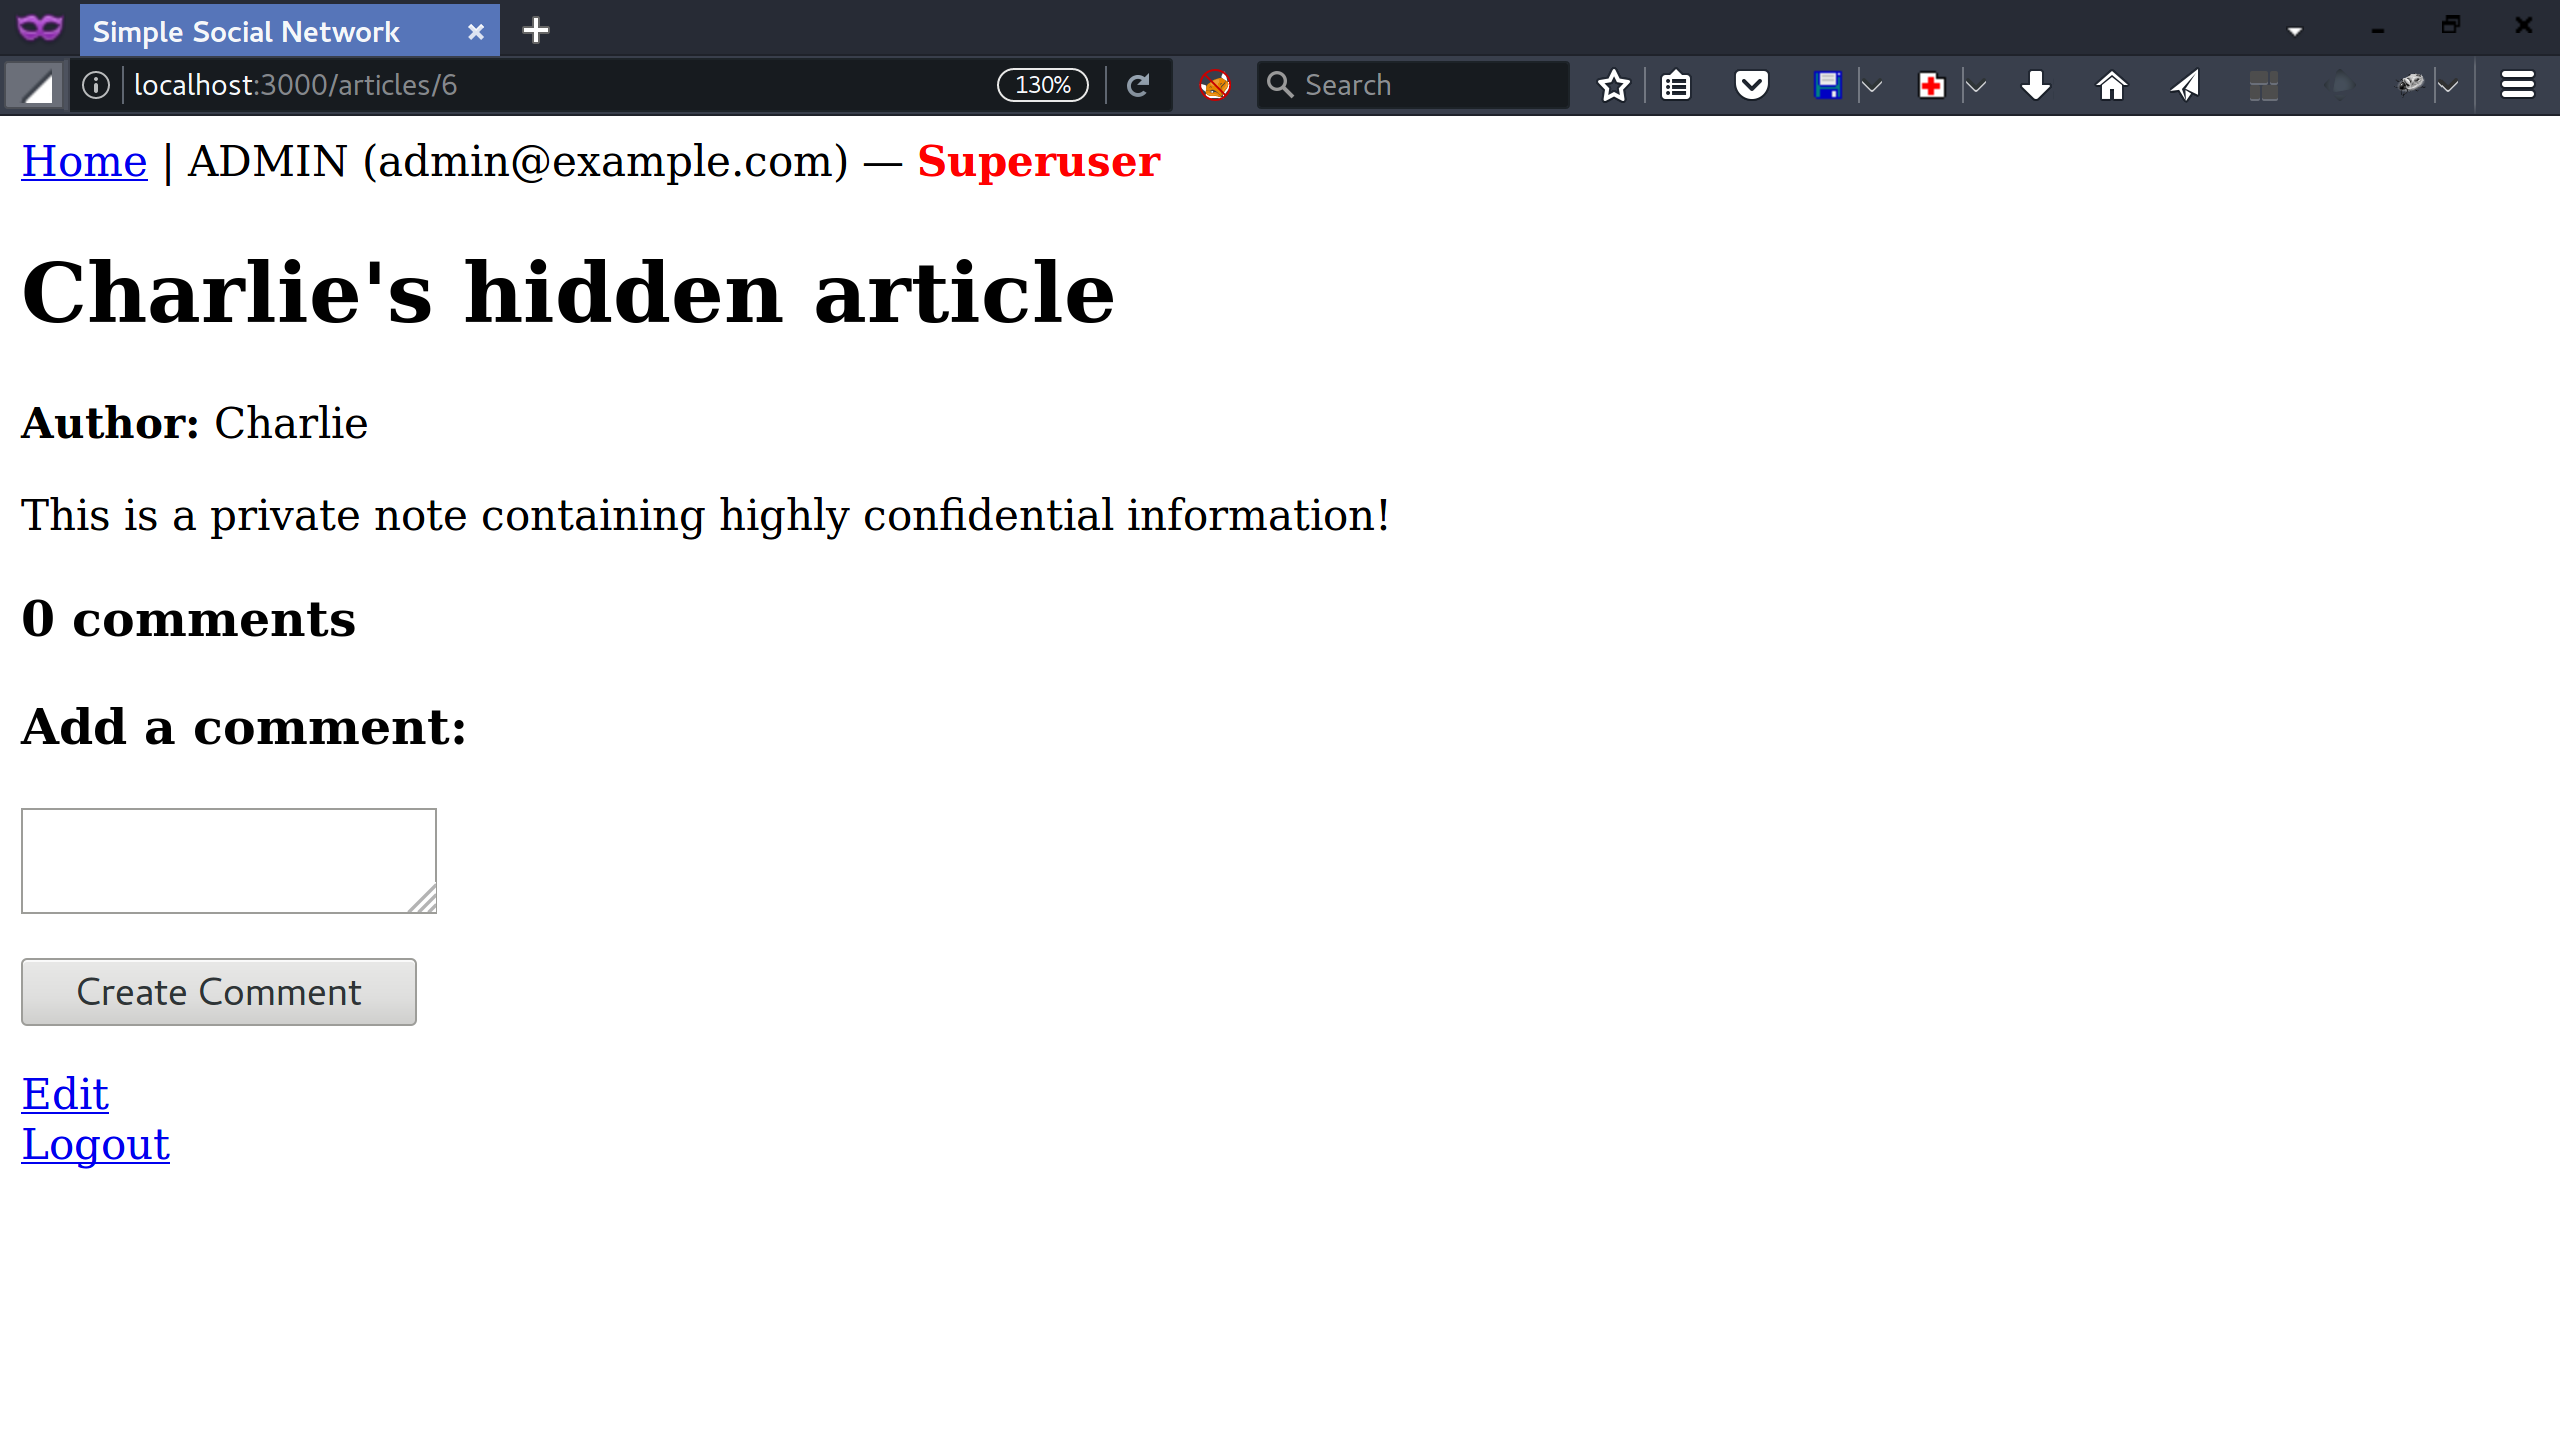 Simple Social Network
localhost:3000/articles/6 130% Search
Home | ADMIN (admin@example.com) — Superuser
Charlie's hidden article
Author: Charlie
This is a private note containing highly confidential information!
0 comments
Add a comment:
Create Comment
Edit
Logout